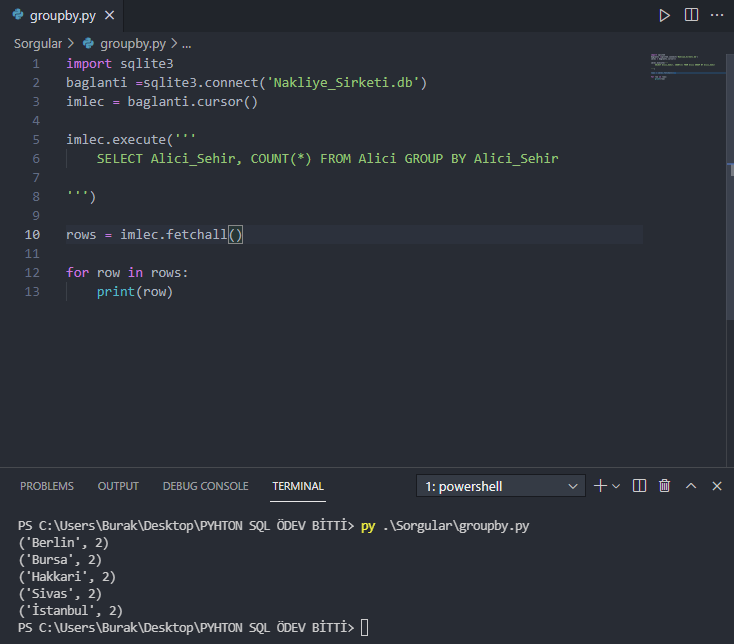 groupby.py
Sorgular > groupby.py > ...
1 import sqlite3
2 baglanti =sqlite3.connect('Nakliye_Sirketi.db')
3 imlec = baglanti.cursor()
4
5 imlec.execute('''
6     SELECT Alici_Sehir, COUNT(*) FROM Alici GROUP BY Alici_Sehir
7
8 ''')
9
10 rows = imlec.fetchall()
11
12 for row in rows:
13     print(row)
PROBLEMS OUTPUT DEBUG CONSOLE TERMINAL 1: powershell
PS C:\Users\Burak\Desktop\PYHTON SQL ÖDEV BİTTİ> py .\Sorgular\groupby.py
('Berlin', 2)
('Bursa', 2)
('Hakkari', 2)
('Sivas', 2)
('İstanbul', 2)
PS C:\Users\Burak\Desktop\PYHTON SQL ÖDEV BİTTİ>